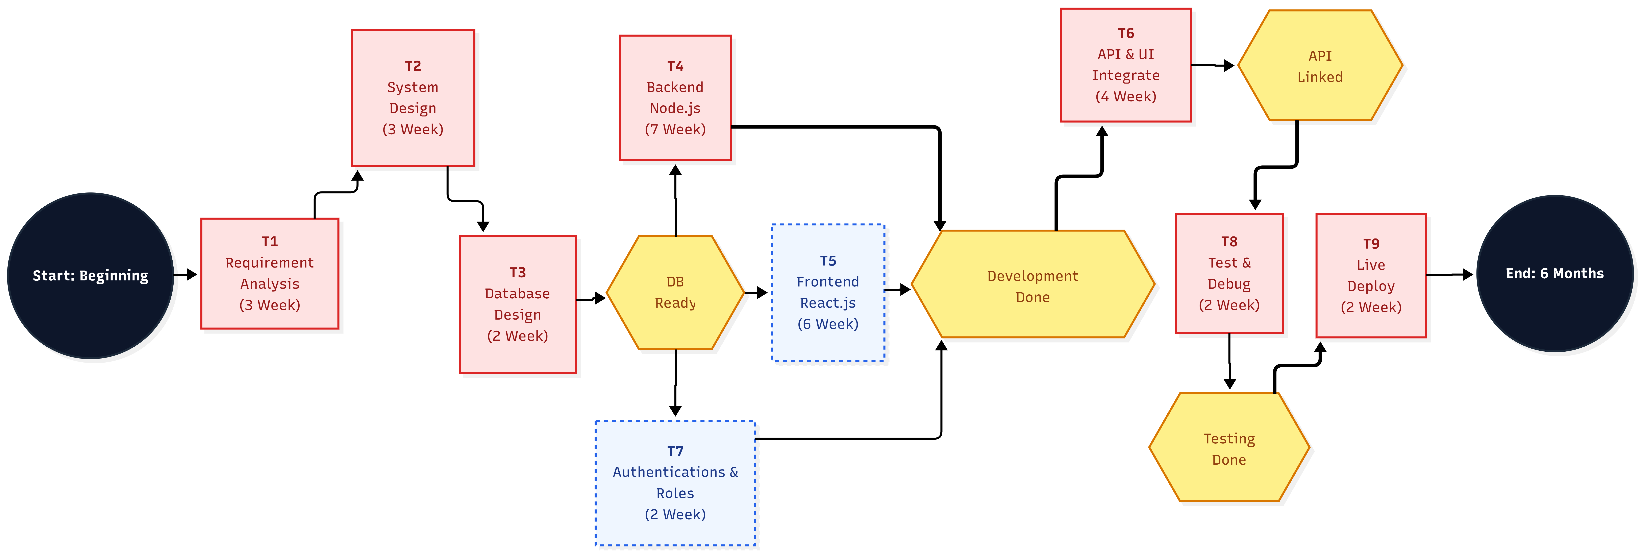 Start: Beginning
T1
Requirement
Analysis
(3 Week)
T2
System
Design
(3 Week)
T3
Database
Design
(2 Week)
DB
Ready
T4
Backend
Node.js
(7 Week)
T5
Frontend
React.js
(6 Week)
T7
Authentications &
Roles
(2 Week)
Development
Done
T6
API & UI
Integrate
(4 Week)
API
Linked
T8
Test &
Debug
(2 Week)
Testing
Done
T9
Live
Deploy
(2 Week)
End: 6 Months